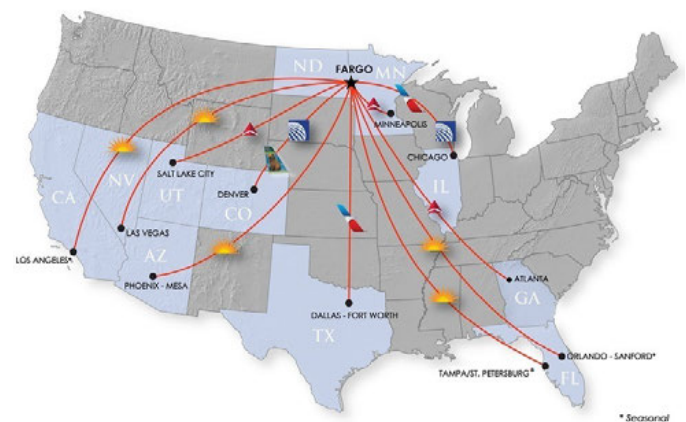 ND
MN
FARGO
MINNEAPOLIS
CHICAGO
SALT LAKE CITY
NV
UT
CA
DENVER
CO
IL
LAS VEGAS
LOS ANGELES*
AZ
PHOENIX - MESA
ATLANTA
GA
DALLAS - FORT WORTH
TX
ORLANDO - SANFORD*
TAMPA/ST. PETERSBURG*
FL
* Seasonal